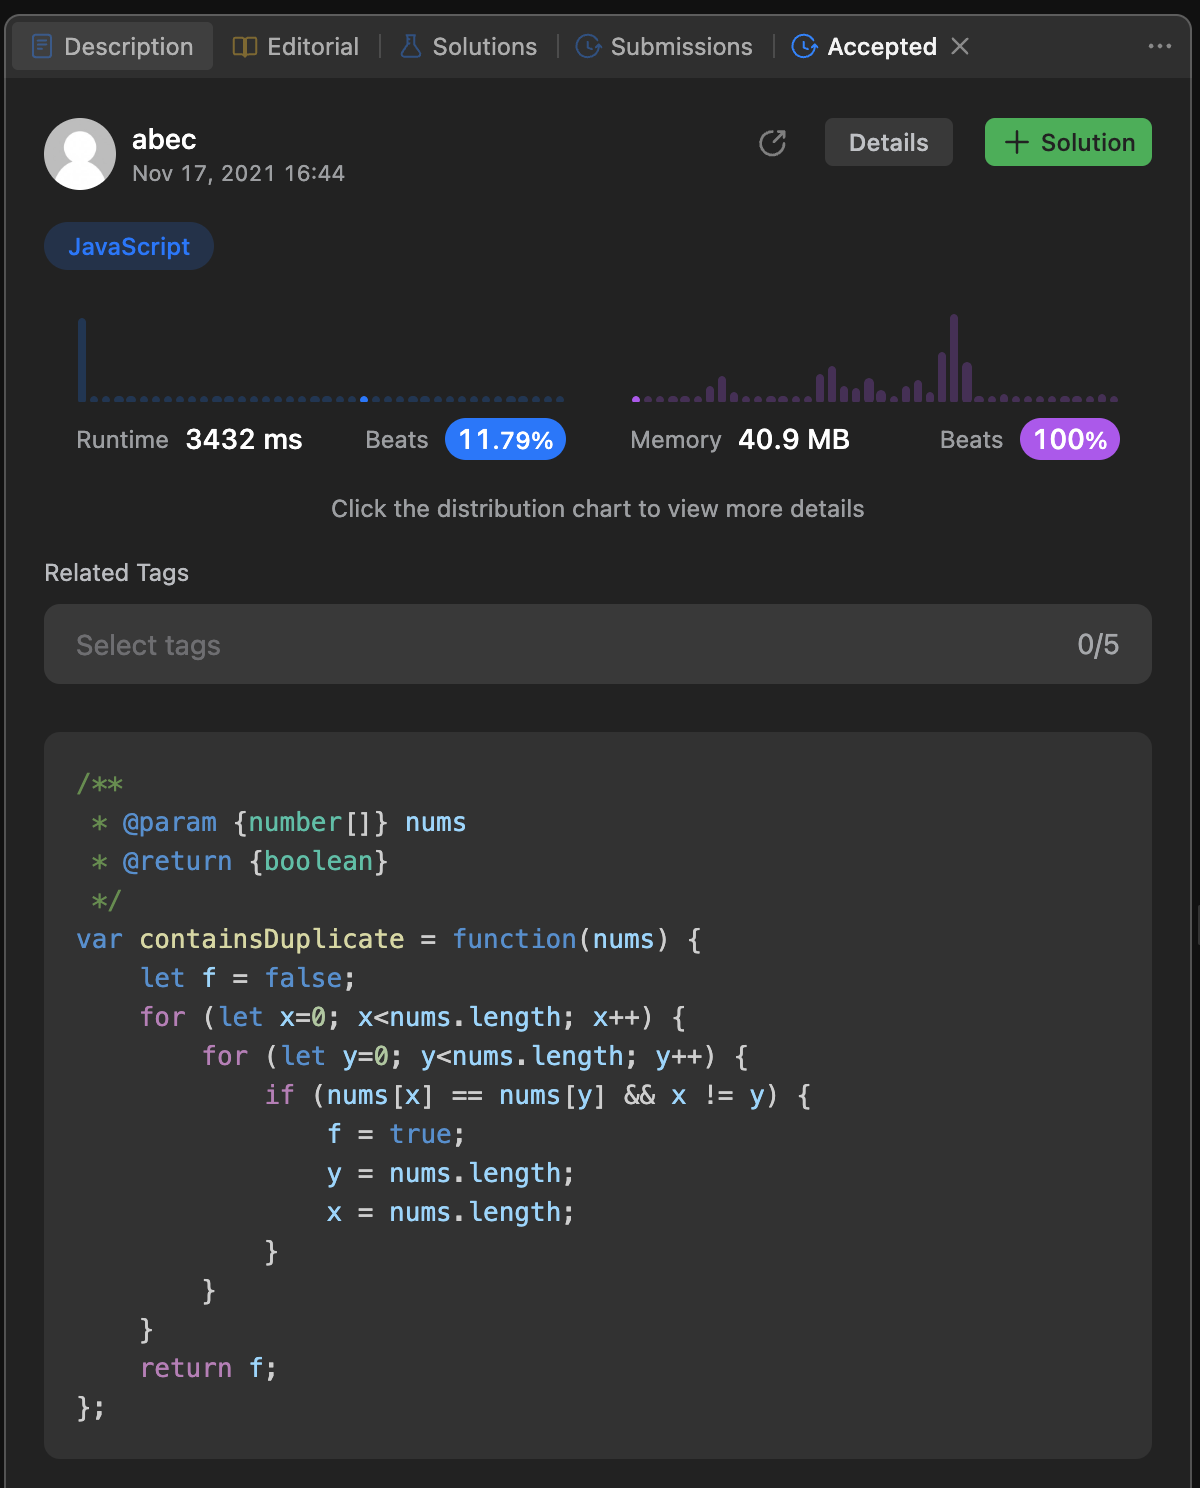 Description Editorial Solutions Submissions Accepted
abec
Nov 17, 2021 16:44
Details + Solution
JavaScript
Runtime 3432 ms Beats 11.79% Memory 40.9 MB Beats 100%
Click the distribution chart to view more details
Related Tags
Select tags 0/5
/**
 * @param {number[]} nums
 * @return {boolean}
 */
var containsDuplicate = function(nums) {
    let f = false;
    for (let x=0; x<nums.length; x++) {
        for (let y=0; y<nums.length; y++) {
            if (nums[x] == nums[y] && x != y) {
                f = true;
                y = nums.length;
                x = nums.length;
            }
        }
    }
    return f;
};